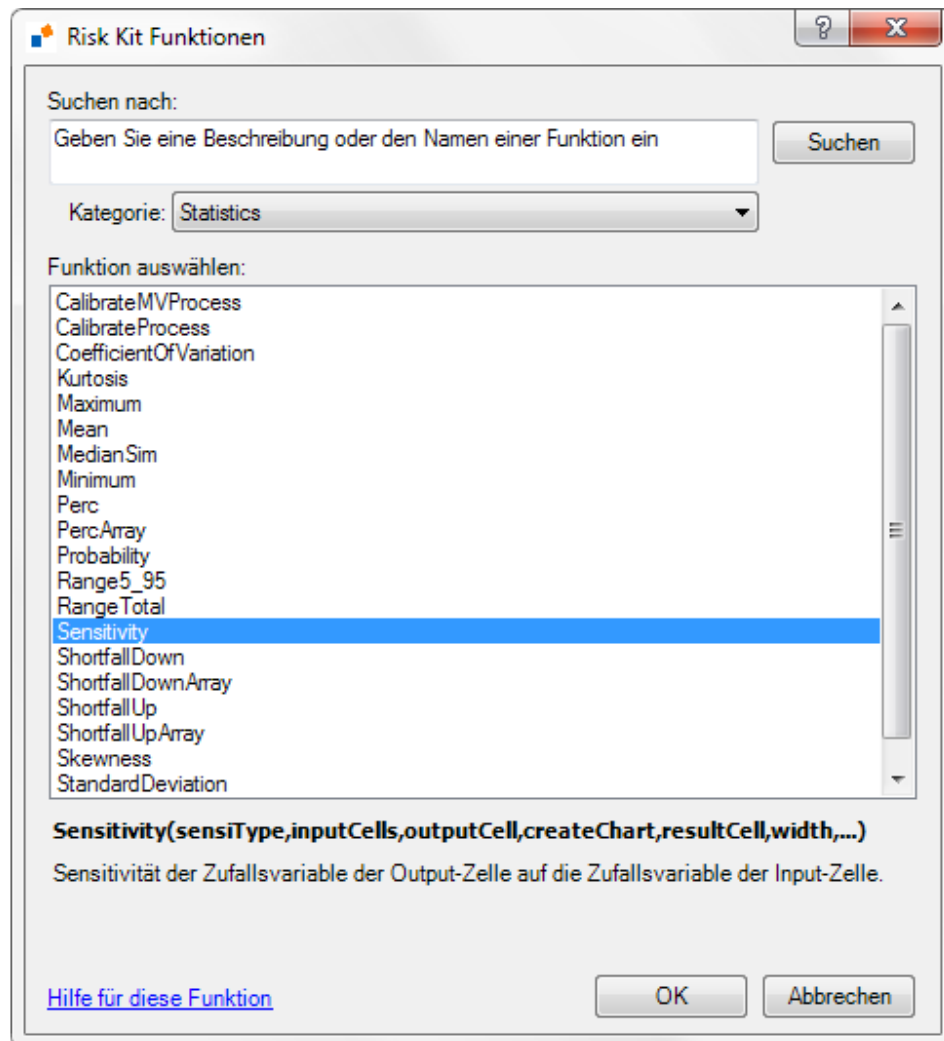 Risk Kit Funktionen
Suchen nach:
Geben Sie eine Beschreibung oder den Namen einer Funktion ein
Suchen
Kategorie: Statistics
Funktion auswählen:
CalibrateMVProcess
CalibrateProcess
CoefficientOfVariation
Kurtosis
Maximum
Mean
MedianSim
Minimum
Perc
PercArray
Probability
Range5_95
RangeTotal
Sensitivity
ShortfallDown
ShortfallDownArray
ShortfallUp
ShortfallUpArray
Skewness
StandardDeviation
Sensitivity(sensiType,inputCells,outputCell,createChart,resultCell,width,...)
Sensitivität der Zufallsvariable der Output-Zelle auf die Zufallsvariable der Input-Zelle.
Hilfe für diese Funktion
OK
Abbrechen